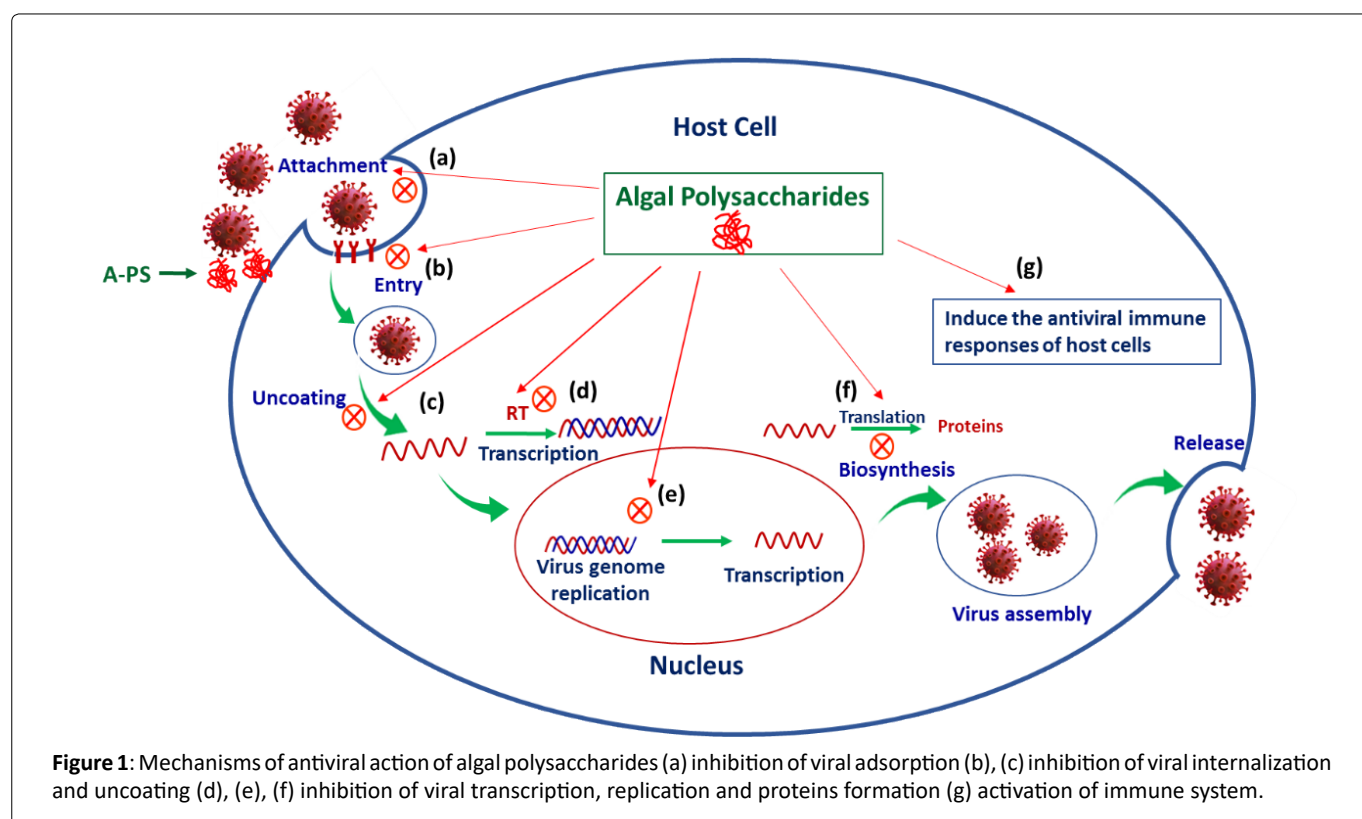 Host Cell
Attachment
(a)
Algal Polysaccharides
A-PS
(b)
Entry
(g)
Induce the antiviral immune
responses of host cells
Uncoating
(c)
RT
(d)
Transcription
(f)
Translation
Proteins
Biosynthesis
Release
(e)
Virus genome
replication
Transcription
Virus assembly
Nucleus
Figure 1: Mechanisms of antiviral action of algal polysaccharides (a) inhibition of viral adsorption (b), (c) inhibition of viral internalization
and uncoating (d), (e), (f) inhibition of viral transcription, replication and proteins formation (g) activation of immune system.